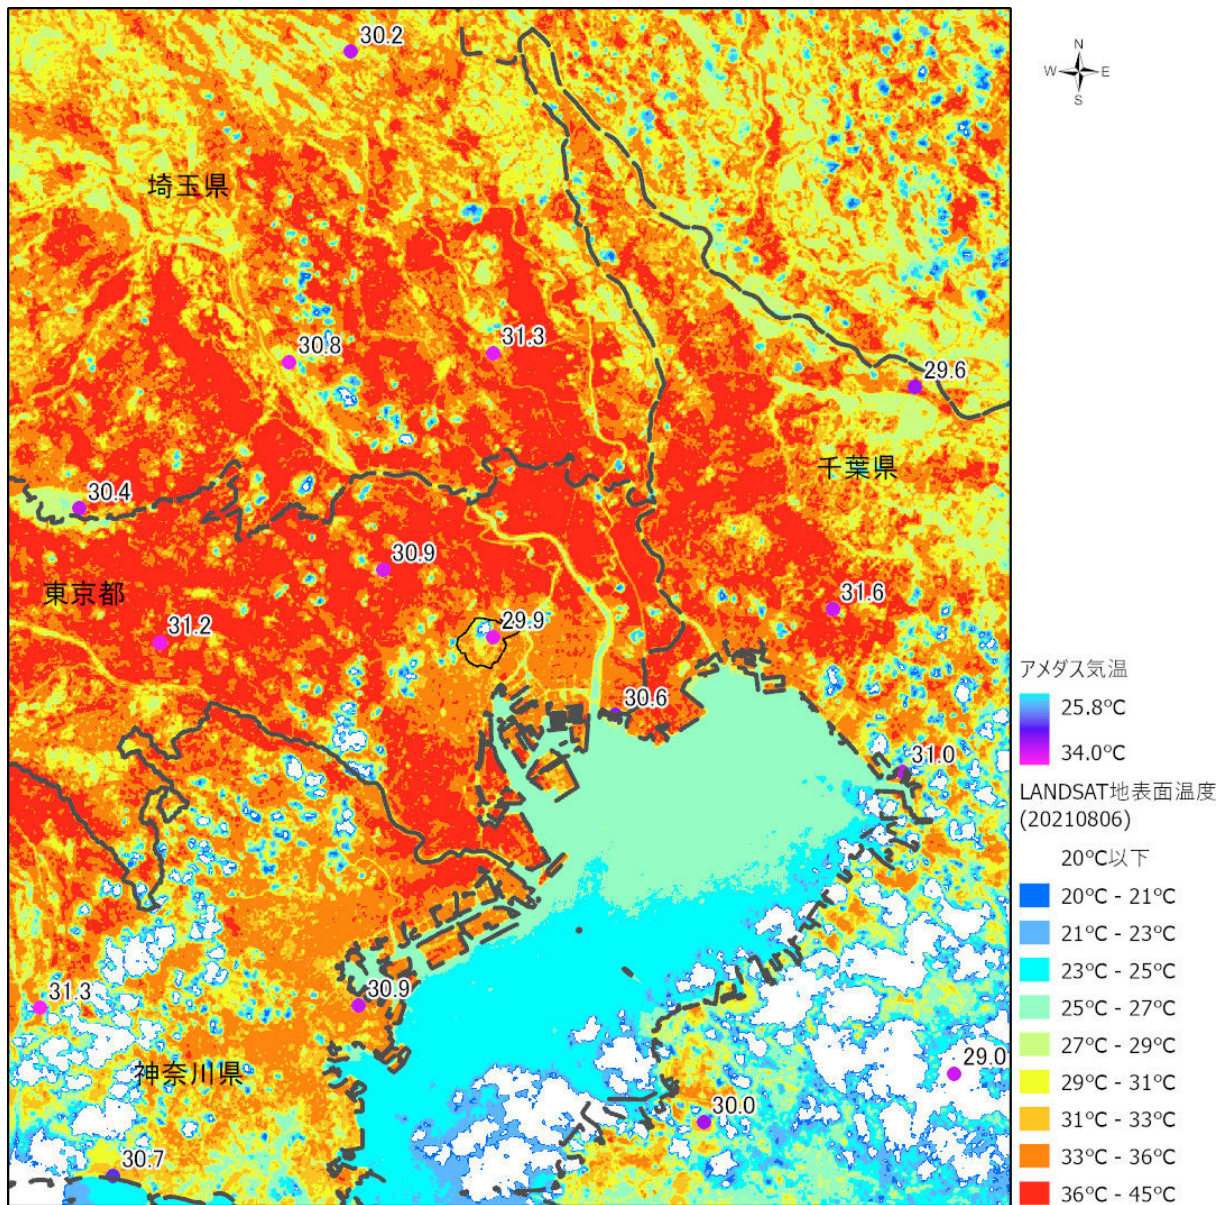 30.2
N
W E
S
埼玉県
30.8
31.3
29.6
千葉県
30.4
30.9
東京都
31.2
29.9
31.6
30.6
31.0
31.3
30.9
神奈川県
29.0
30.0
30.7
アメダス気温
25.8°C
34.0°C
LANDSAT地表面温度
(20210806)
20°C以下
20°C - 21°C
21°C - 23°C
23°C - 25°C
25°C - 27°C
27°C - 29°C
29°C - 31°C
31°C - 33°C
33°C - 36°C
36°C - 45°C